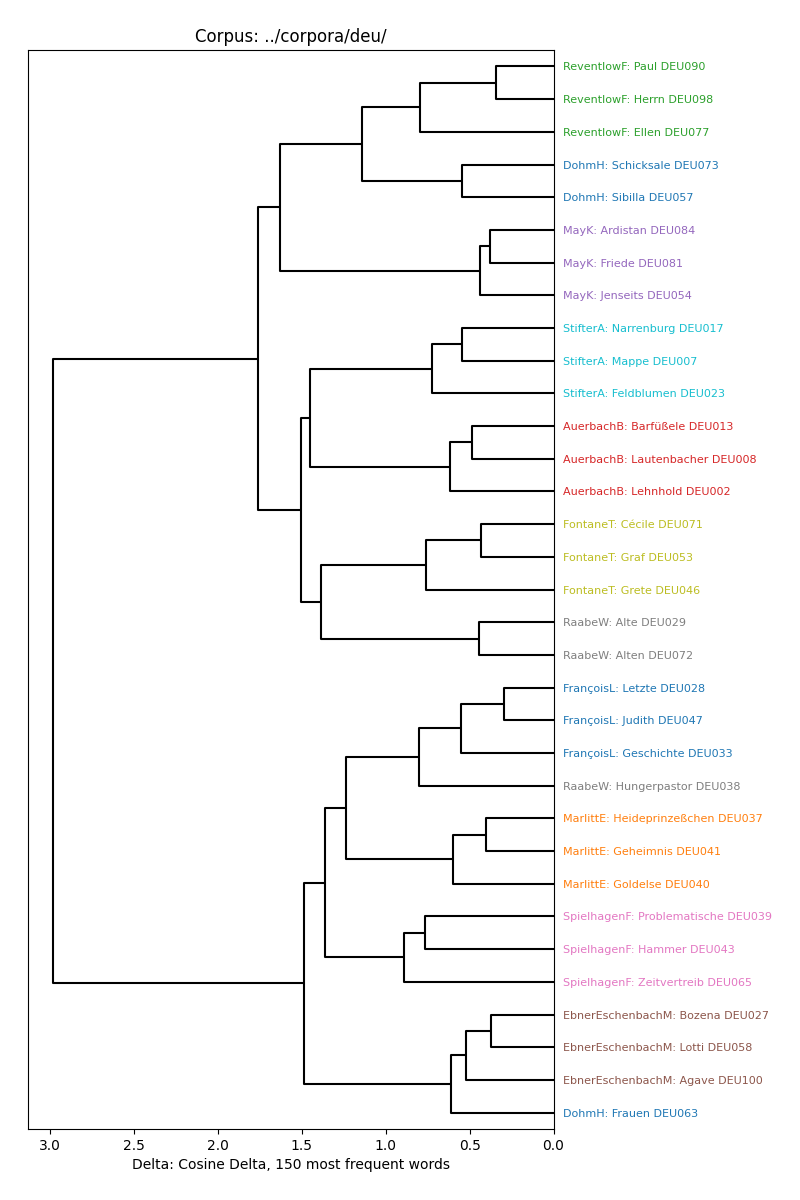 Corpus: ../corpora/deu/
ReventlowF: Paul DEU090
ReventlowF: Herrn DEU098
ReventlowF: Ellen DEU077
DohmH: Schicksale DEU073
DohmH: Sibilla DEU057
MayK: Ardistan DEU084
MayK: Friede DEU081
MayK: Jenseits DEU054
StifterA: Narrenburg DEU017
StifterA: Mappe DEU007
StifterA: Feldblumen DEU023
AuerbachB: Barfüßele DEU013
AuerbachB: Lautenbacher DEU008
AuerbachB: Lehnhold DEU002
FontaneT: Cécile DEU071
FontaneT: Graf DEU053
FontaneT: Grete DEU046
RaabeW: Alte DEU029
RaabeW: Alten DEU072
FrançoisL: Letzte DEU028
FrançoisL: Judith DEU047
FrançoisL: Geschichte DEU033
RaabeW: Hungerpastor DEU038
MarlittE: Heideprinzeßchen DEU037
MarlittE: Geheimnis DEU041
MarlittE: Goldelse DEU040
SpielhagenF: Problematische DEU039
SpielhagenF: Hammer DEU043
SpielhagenF: Zeitvertreib DEU065
EbnerEschenbachM: Bozena DEU027
EbnerEschenbachM: Lotti DEU058
EbnerEschenbachM: Agave DEU100
DohmH: Frauen DEU063
3.0 2.5 2.0 1.5 1.0 0.5 0.0
Delta: Cosine Delta, 150 most frequent words